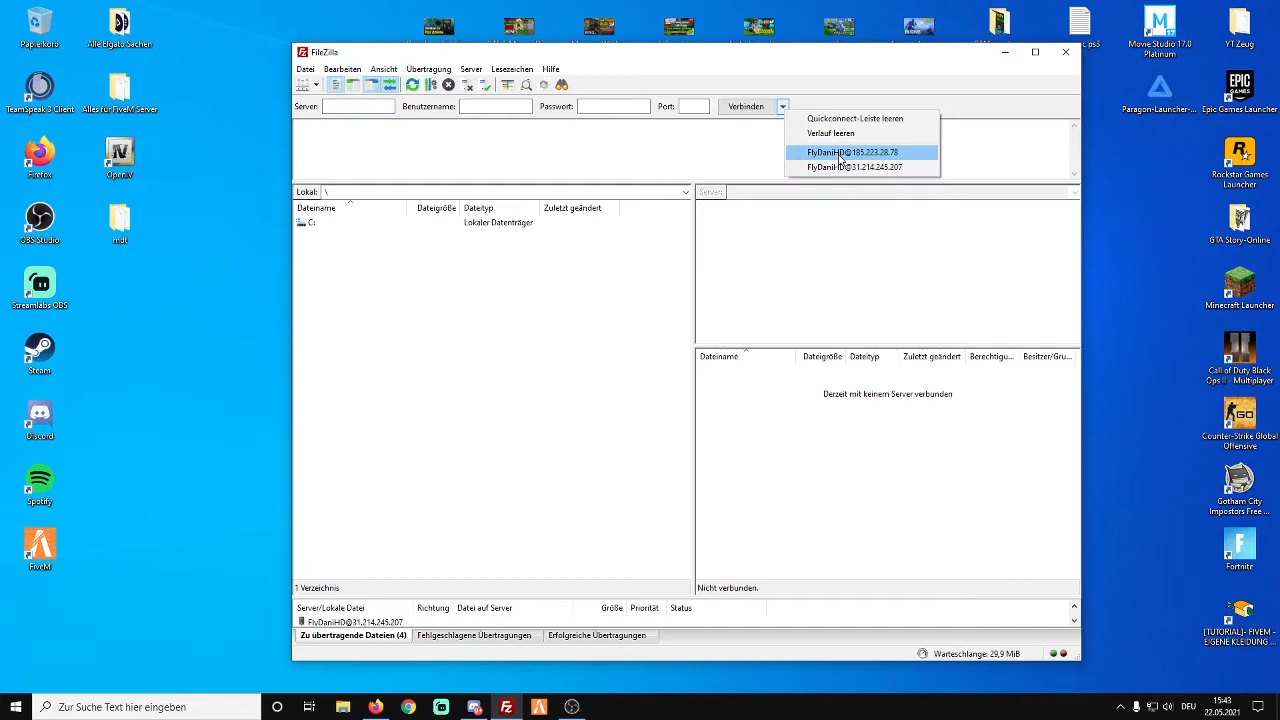 Papierkorb
Alle Elgato Sachen
TeamSpeak 3 Client
Alles für FiveM Server
Firefox
OpenIV
OBS Studio
mdt
Streamlabs OBS
Steam
Discord
Spotify
FiveM
ps3
Movie Studio 17.0
Platinum
YT Zeug
Paragon-Launcher-...
Epic Games Launcher
Rockstar Games
Launcher
GTA Story-Online
Minecraft Launcher
Call of Duty Black
Ops II - Multiplayer
Counter-Strike Global
Offensive
Gotham City
Impostors Free ...
Fortnite
[TUTORIAL]- FIVEM -
EIGENE KLEIDUNG ...
FileZilla
Datei Bearbeiten Ansicht Übertragung Server Lesezeichen Hilfe
Server: Benutzername: Passwort: Port: Verbinden
Quickconnect-Leiste leeren
Verlauf leeren
FlyDaniHD@185.223.28.78
FlyDaniHD@31.214.245.207
Lokal: \ Server:
Dateiname Dateigröße Dateityp Zuletzt geändert
C: Lokaler Datenträger
Dateiname Dateigröße Dateityp Zuletzt geändert Berechtigu... Besitzer/Gru...
Derzeit mit keinem Server verbunden
1 Verzeichnis Nicht verbunden.
Server/Lokale Datei Richtung Datei auf Server Größe Priorität Status
FlyDaniHD@31.214.245.207
Zu übertragende Dateien (4) Fehlgeschlagene Übertragungen Erfolgreiche Übertragungen
Warteschlange: 29,9 MiB
Zur Suche Text hier eingeben
DEU
15:43
22.05.2021